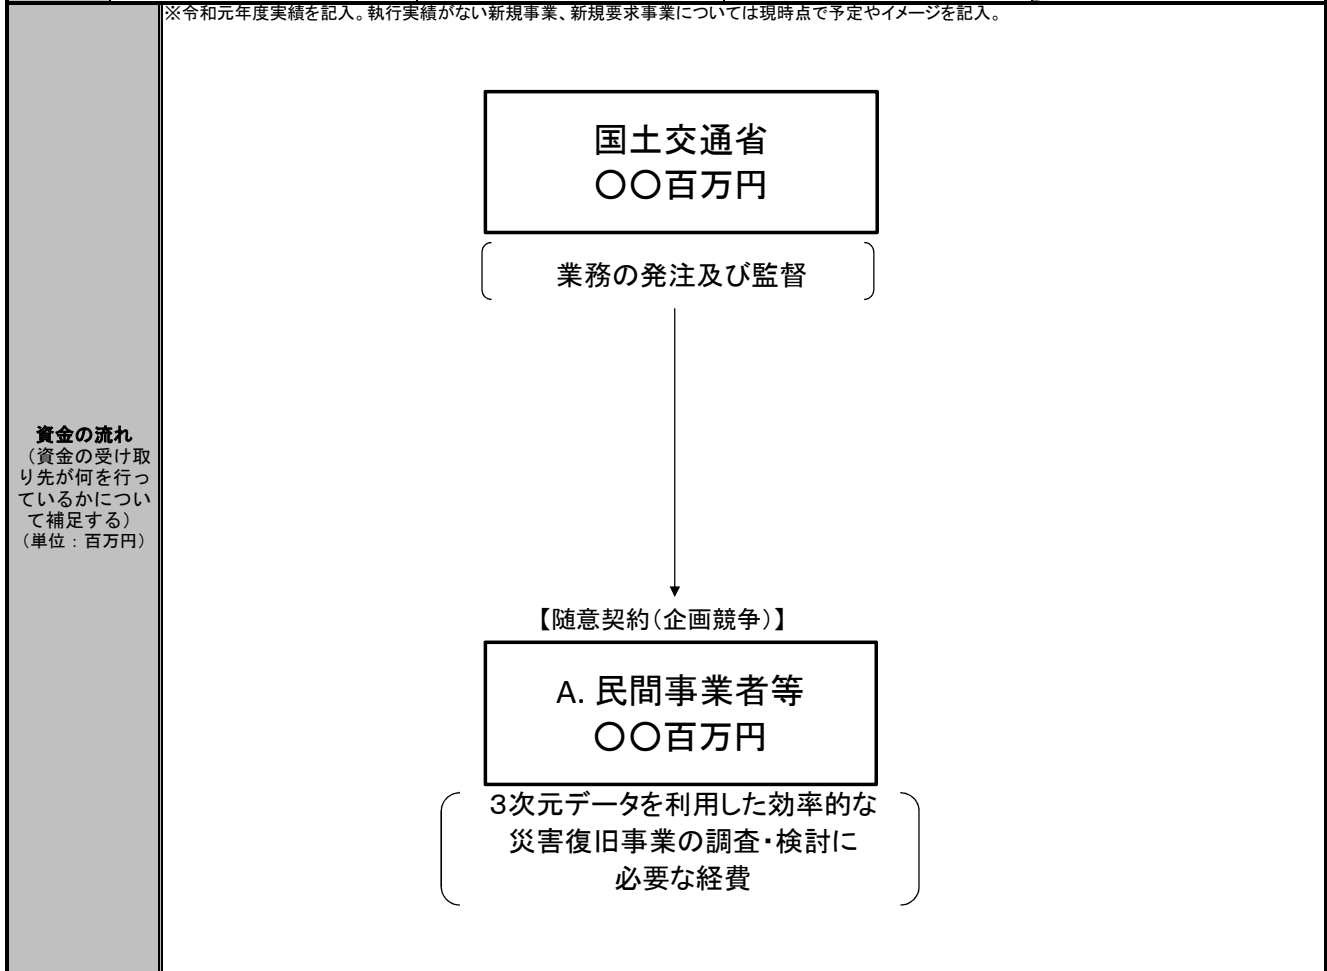 ※令和元年度実績を記入。執行実績がない新規事業、新規要求事業については現時点で予定やイメージを記入。
国土交通省
〇〇百万円
業務の発注及び監督
資金の流れ
（資金の受け取
り先が何を行っ
ているかについ
て補足する）
（単位：百万円）
【随意契約（企画競争）】
A. 民間事業者等
〇〇百万円
３次元データを利用した効率的な
災害復旧事業の調査・検討に
必要な経費